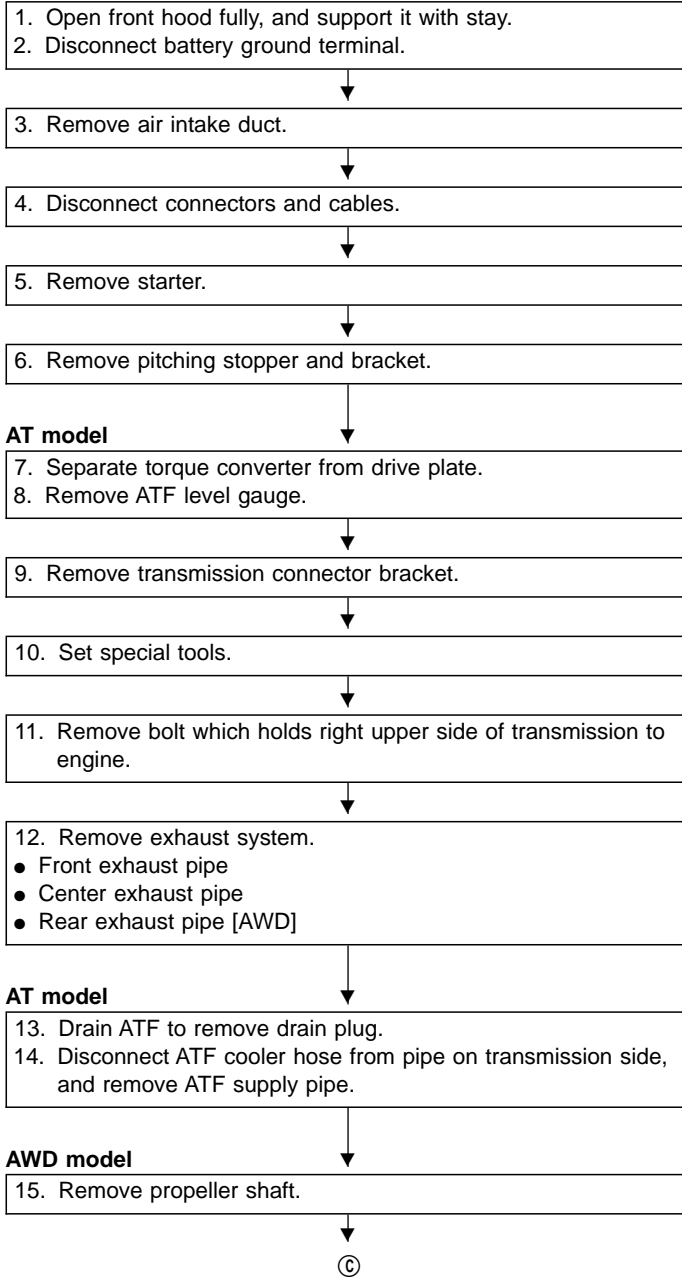 1. Open front hood fully, and support it with stay.
2. Disconnect battery ground terminal.
3. Remove air intake duct.
4. Disconnect connectors and cables.
5. Remove starter.
6. Remove pitching stopper and bracket.
AT model
7. Separate torque converter from drive plate.
8. Remove ATF level gauge.
9. Remove transmission connector bracket.
10. Set special tools.
11. Remove bolt which holds right upper side of transmission to
engine.
12. Remove exhaust system.
● Front exhaust pipe
● Center exhaust pipe
● Rear exhaust pipe [AWD]
AT model
13. Drain ATF to remove drain plug.
14. Disconnect ATF cooler hose from pipe on transmission side,
and remove ATF supply pipe.
AWD model
15. Remove propeller shaft.
Ⓒ